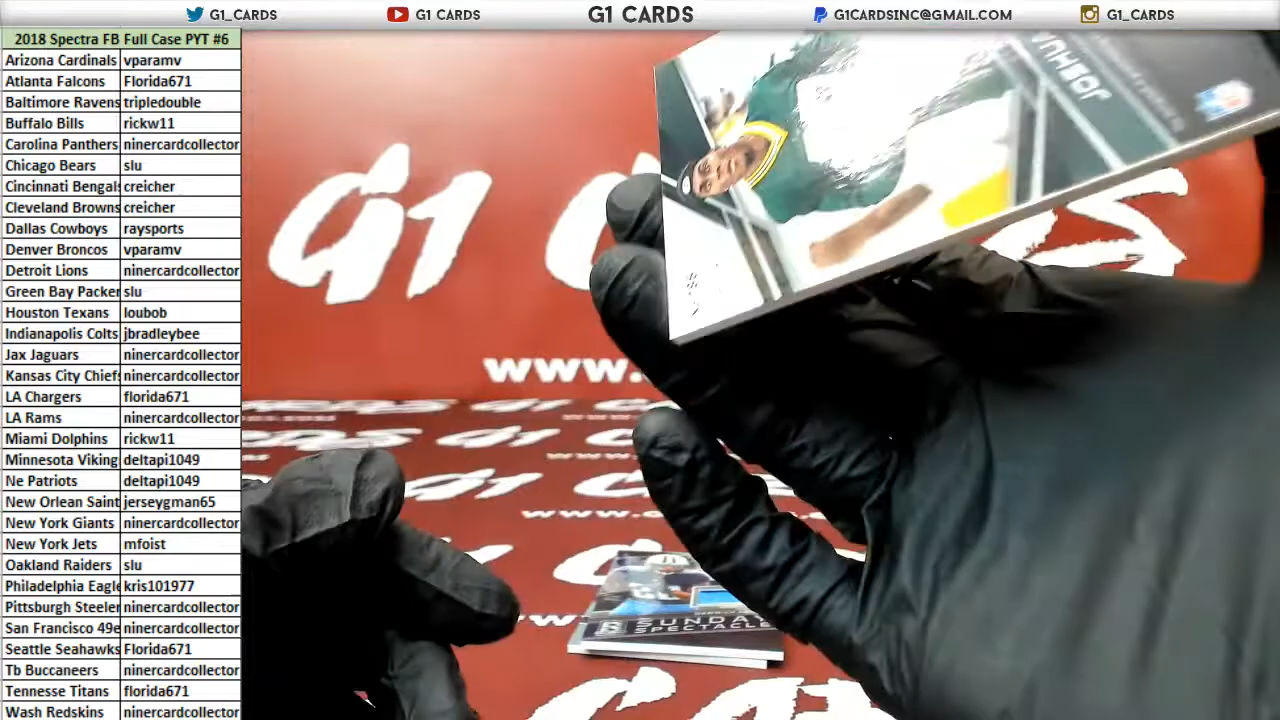 G1_CARDS G1 CARDS G1 CARDS G1CARDSINC@GMAIL.COM G1_CARDS
2018 Spectra FB Full Case PYT #6
Arizona Cardinals vparamv
Atlanta Falcons Florida671
Baltimore Ravens tripledouble
Buffalo Bills rickw11
Carolina Panthers ninercardcollector
Chicago Bears slu
Cincinnati Bengals creicher
Cleveland Browns creicher
Dallas Cowboys raysports
Denver Broncos vparamv
Detroit Lions ninercardcollector
Green Bay Packer slu
Houston Texans loubob
Indianapolis Colts jbradleybee
Jax Jaguars ninercardcollector
Kansas City Chiefs ninercardcollector
LA Chargers florida671
LA Rams ninercardcollector
Miami Dolphins rickw11
Minnesota Viking deltapi1049
Ne Patriots deltapi1049
New Orlean Saint jerseygman65
New York Giants ninercardcollector
New York Jets mfoist
Oakland Raiders slu
Philadelphia Eagle kris101977
Pittsburgh Steeler ninercardcollector
San Francisco 49e ninercardcollector
Seattle Seahawks Florida671
Tb Buccaneers ninercardcollector
Tennesse Titans florida671
Wash Redskins ninercardcollector
JOSHUA
G1
www.
G1
SUNDAY
SPECTACLE